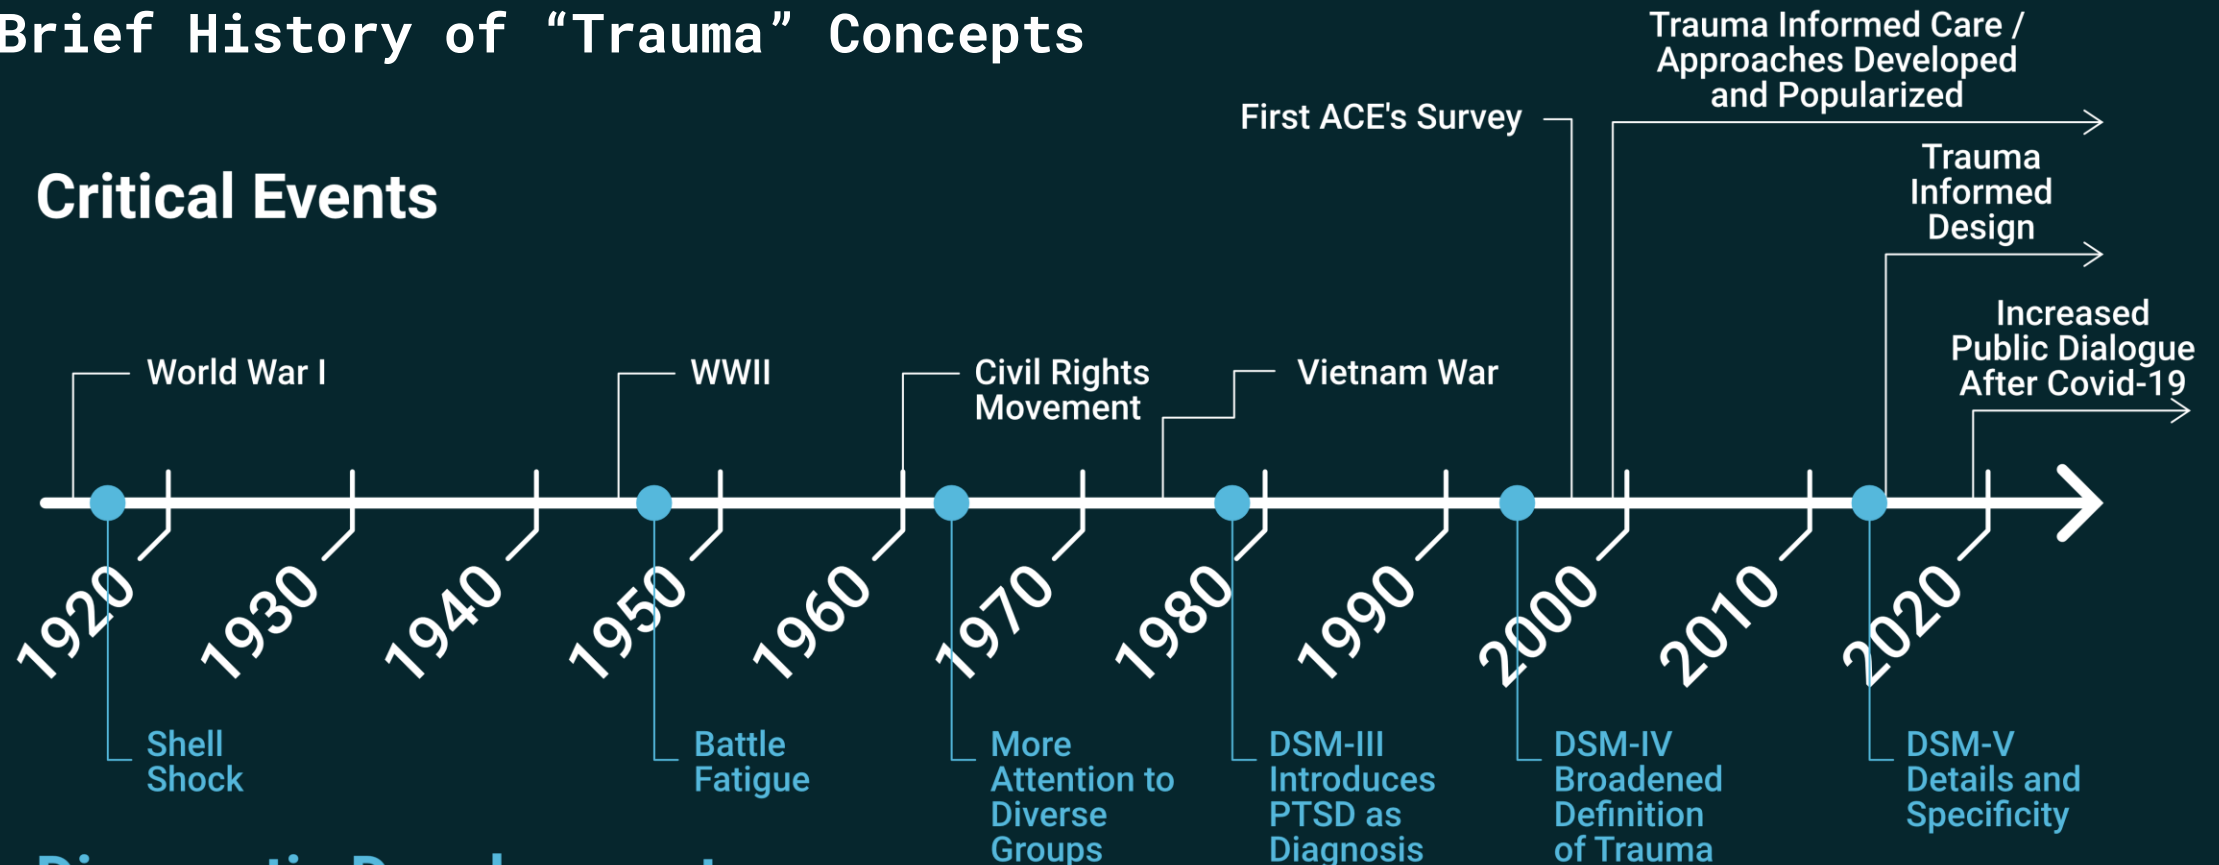 Brief History of “Trauma” Concepts
Trauma Informed Care /
Approaches Developed
and Popularized
First ACE's Survey
Trauma
Informed
Design
Critical Events
Increased
Public Dialogue
After Covid-19
World War I
WWII
Civil Rights
Movement
Vietnam War
1920
1930
1940
1950
1960
1970
1980
1990
2000
2010
2020
Shell
Shock
Battle
Fatigue
More
Attention to
Diverse
Groups
DSM-III
Introduces
PTSD as
Diagnosis
DSM-IV
Broadened
Definition
of Trauma
DSM-V
Details and
Specificity